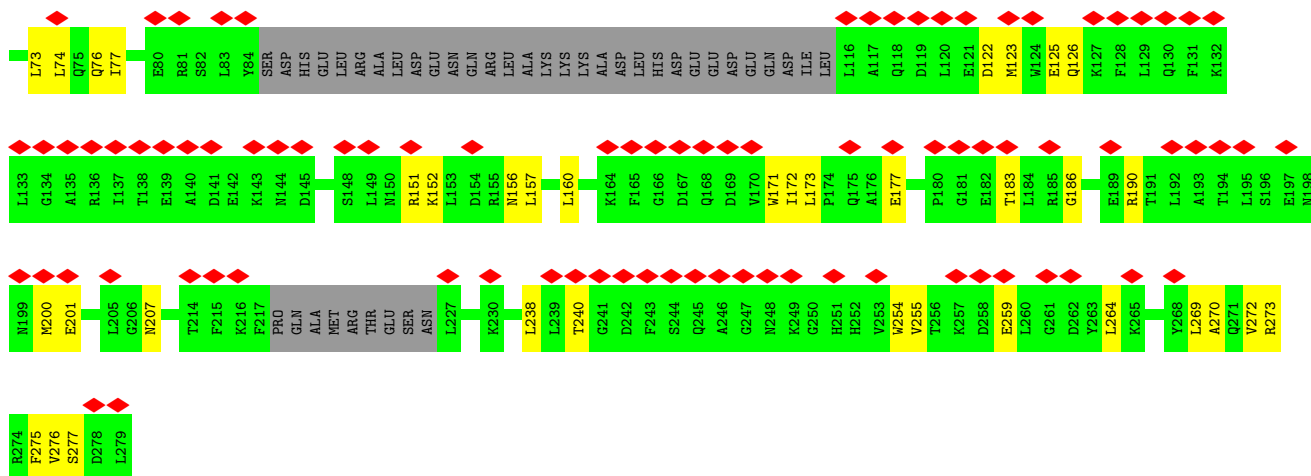 L73 L74 Q75 Q76 I77 E80 R81 S82 L83 Y84 SER ASP HIS GLU LEU ARG ALA LEU ASP GLU ASN GLN ARG LEU ALA LYS LYS LYS ALA ASP LEU HIS ASP GLU GLU ASP GLU GLN ASP ILE LEU L116 A117 Q118 D119 L120 E121 D122 M123 W124 E125 Q126 K127 F128 L129 Q130 F131 K132
L133 G134 A135 R136 I137 T138 E139 A140 D141 E142 K143 N144 D145 S148 L149 N150 R151 K152 L153 D154 R155 N156 L157 L160 K164 F165 G166 D167 Q168 D169 V170 W171 I172 L173 P174 Q175 A176 E177 P180 G181 E182 T183 L184 R185 G186 E189 R190 T191 L192 A193 T194 L195 S196 E197 N198
N199 M200 E201 L205 G206 N207 T214 F215 K216 F217 PRO GLN ALA MET ARG THR GLU SER ASN L227 K230 L238 L239 T240 G241 D242 F243 S244 Q245 A246 G247 N248 K249 G250 H251 H252 V253 W254 V255 T256 K257 D258 E259 L260 G261 D262 Y263 L264 K265 Y268 L269 A270 Q271 V272 R273
R274 F275 V276 S277 D278 L279